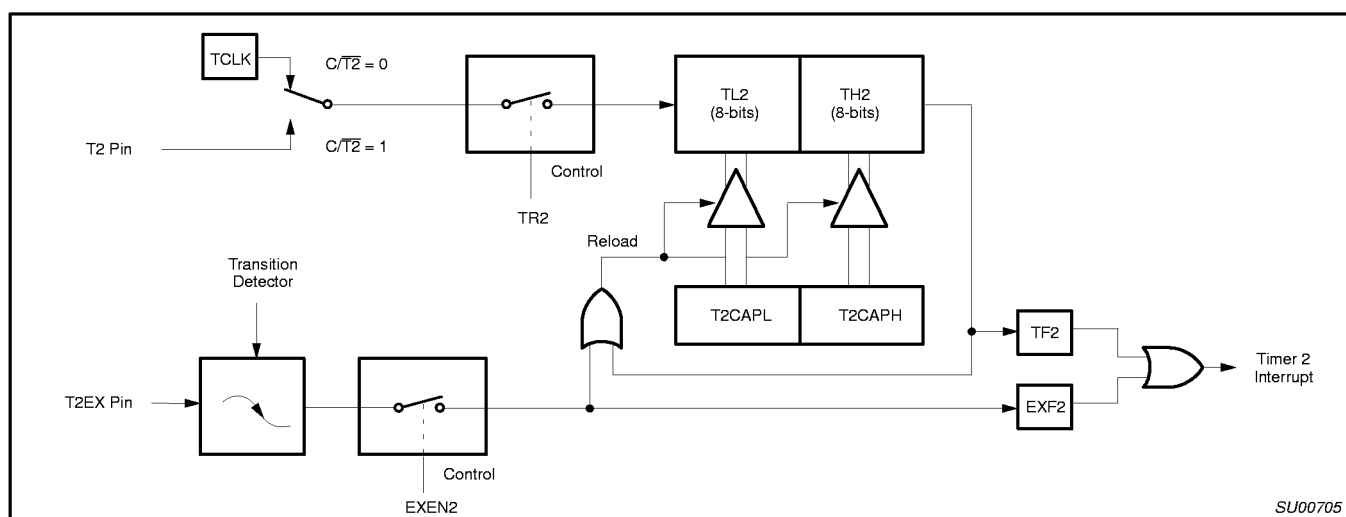 TCLK
C/T2 = 0
T2 Pin
C/T2 = 1
Control
TR2
TL2
(8-bits)
TH2
(8-bits)
Reload
Transition
Detector
T2CAPL
T2CAPH
TF2
Timer 2
Interrupt
T2EX Pin
EXF2
Control
EXEN2
SU00705